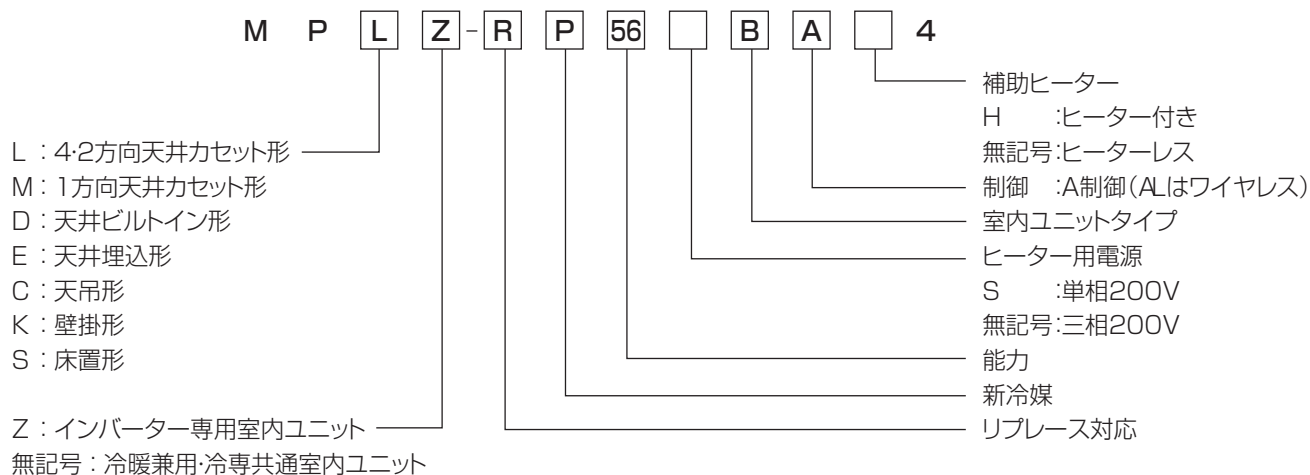 M P L Z-R P 56 B A 4
L：4・2方向天井カセット形
M：1方向天井カセット形
D：天井ビルトイン形
E：天井埋込形
C：天吊形
K：壁掛形
S：床置形
Z：インバーター専用室内ユニット
無記号：冷暖兼用・冷専共通室内ユニット
補助ヒーター
H ：ヒーター付き
無記号：ヒーターレス
制御 ：A制御（ALはワイヤレス）
室内ユニットタイプ
ヒーター用電源
S ：単相200V
無記号：三相200V
能力
新冷媒
リプレース対応